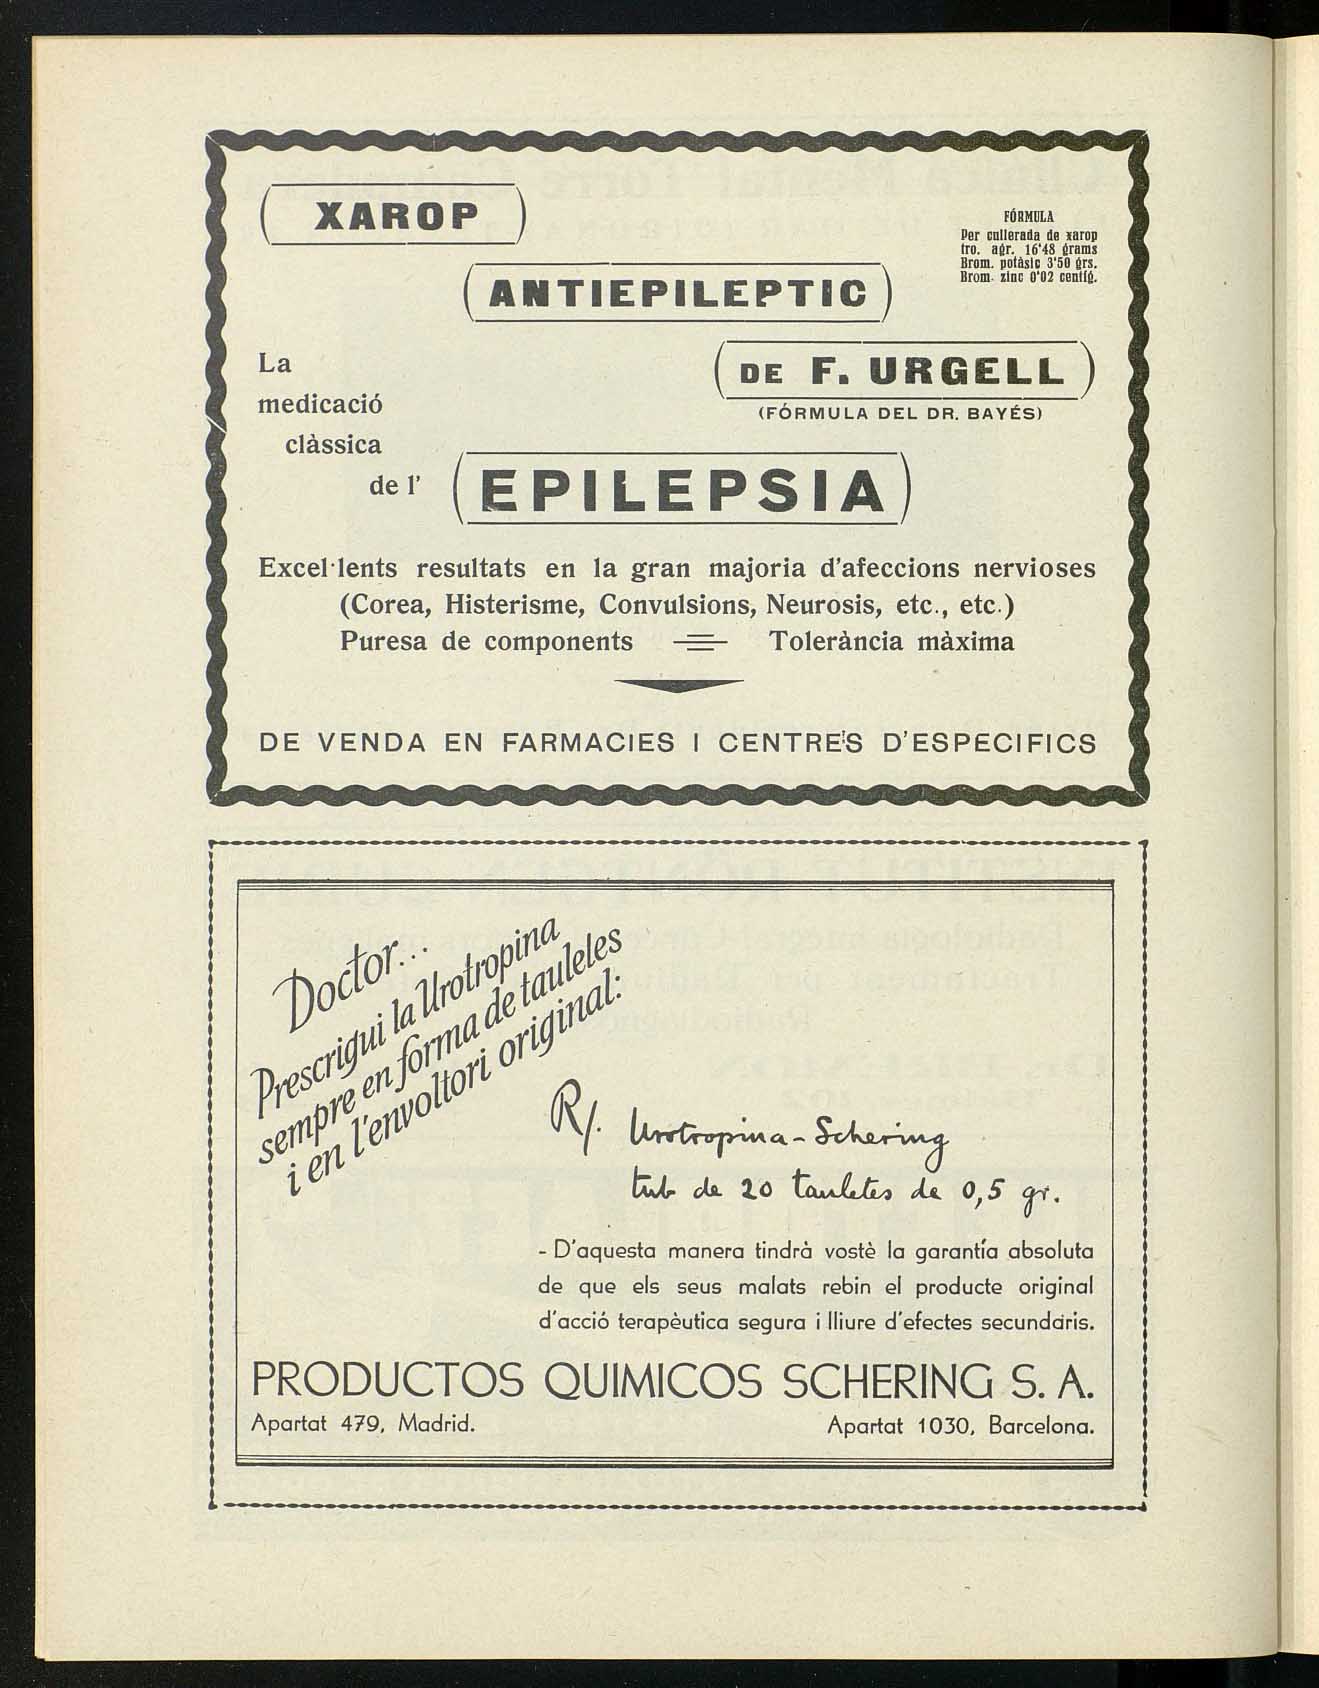 XAROP
ANTIEPILEPTIC
DE F. URGELL
(FÓRMULA DEL DR. BAYÉS)
FÓRMULA
Per cullerada de xarop
tro. agr. 16'48 grams
Brom. potàsic 3'50 grs.
Brom. zinc 0'02 centíg.
La
medicació
clàssica
de l'
EPILEPSIA
Excel·lents resultats en la gran majoria d'afeccions nervioses
(Corea, Histerisme, Convulsions, Neurosis, etc., etc.)
Puresa de components Tolerància màxima
DE VENDA EN FARMACIES I CENTRES D'ESPECIFICS
Doctor...
Prescrigui la Urotropina
sempre en forma de tauleles
i en l'envoltori original:
R/. Urotropina - Schering
tub de 20 tauletes de 0,5 gr.
- D'aquesta manera tindrà vostè la garantía absoluta
de que els seus malats rebin el producte original
d'acció terapèutica segura i lliure d'efectes secundaris.
PRODUCTOS QUIMICOS SCHERING S. A.
Apartat 479, Madrid. Apartat 1030, Barcelona.